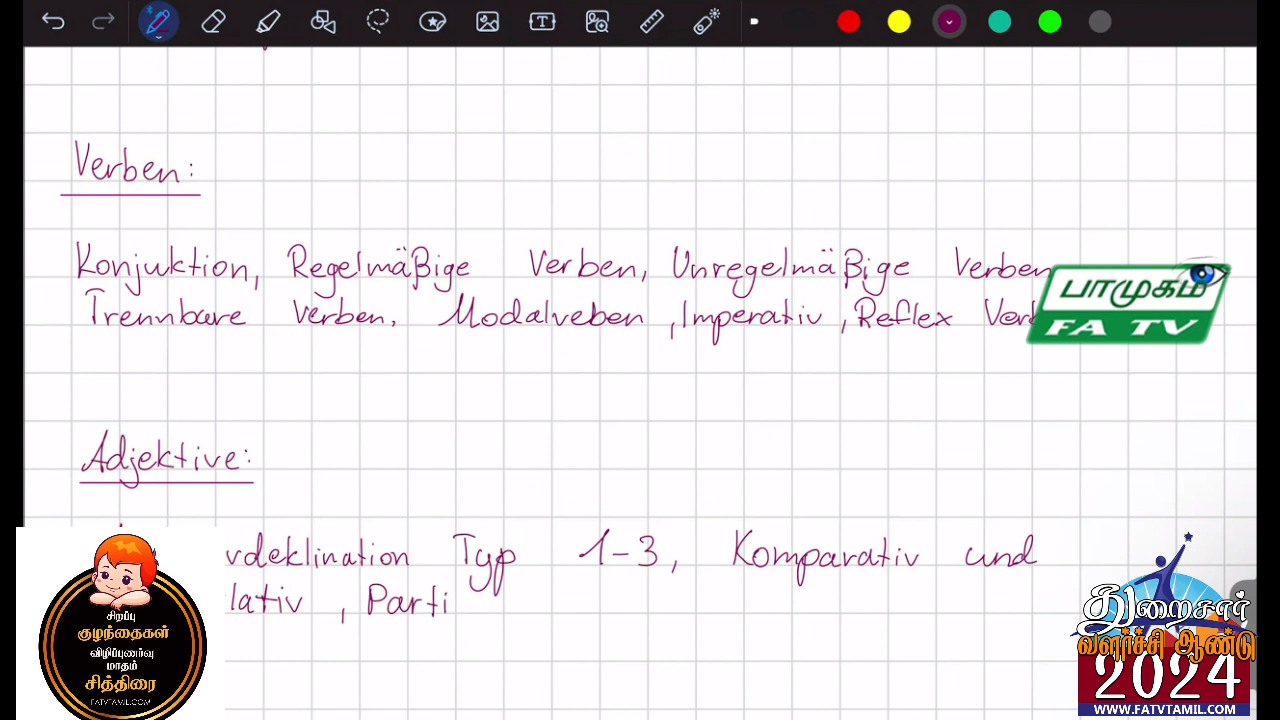 Verben:
Konjuktion, Regelmäßige Verben, Unregelmäßige Verben
Trennbare Verben, Modalveben , Imperativ , Reflex Verb
பாமுகம்
FA TV
Adjektive:
vdeklination Typ 1-3, Komparativ und
lativ , Parti
சிறப்பு
குழந்தைகள்
விழிப்புணர்வு
மாதம்
சித்திரை
FATVTAMIL.COM
துறைசார்
வளர்ச்சி ஆண்டு
2024
WWW.FATVTAMIL.COM